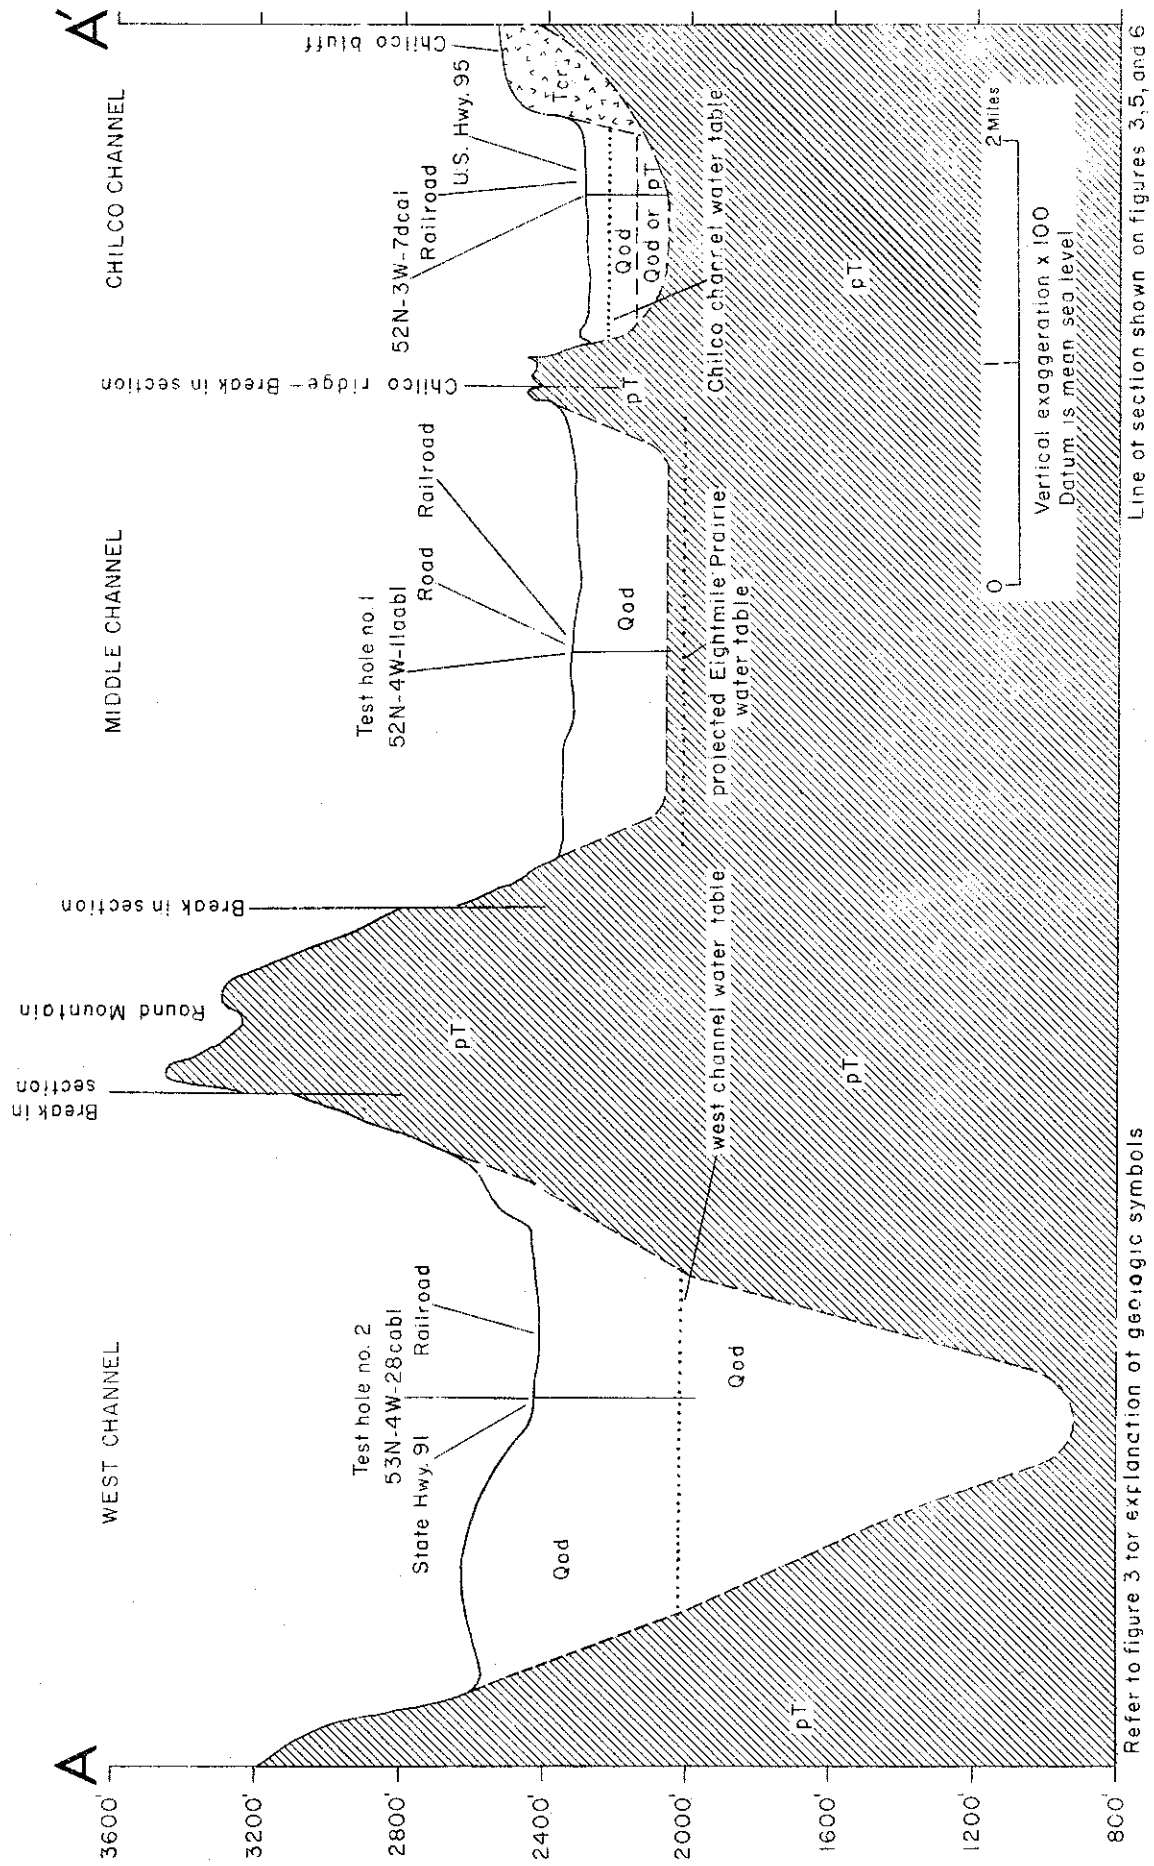 A
A'
WEST CHANNEL
MIDDLE CHANNEL
CHILCO CHANNEL
3600'
3200'
2800'
2400'
2000'
1600'
1200'
800'
Test hole no. 2
53N-4W-28cabl
State Hwy. 91
Railroad
Break in
section
Round Mountain
Break in section
Test hole no. 1
52N-4W-11aabl
Road
Railroad
Chilco
ridge-Break in section
52N-3W-7dcal
Railroad
U.S. Hwy. 95
Chilco bluff
Tcr
Qod
Qod
pT
pT
pT
Qod
pT
Qod
Qod or
pT
pT
west channel water table
projected Eightmile Prairie
water table
Chilco channel water table
0
1
2 Miles
Vertical exaggeration x 100
Datum is mean sea level
Refer to figure 3 for explanation of geologic symbols
Line of section shown on figures 3,5, and 6